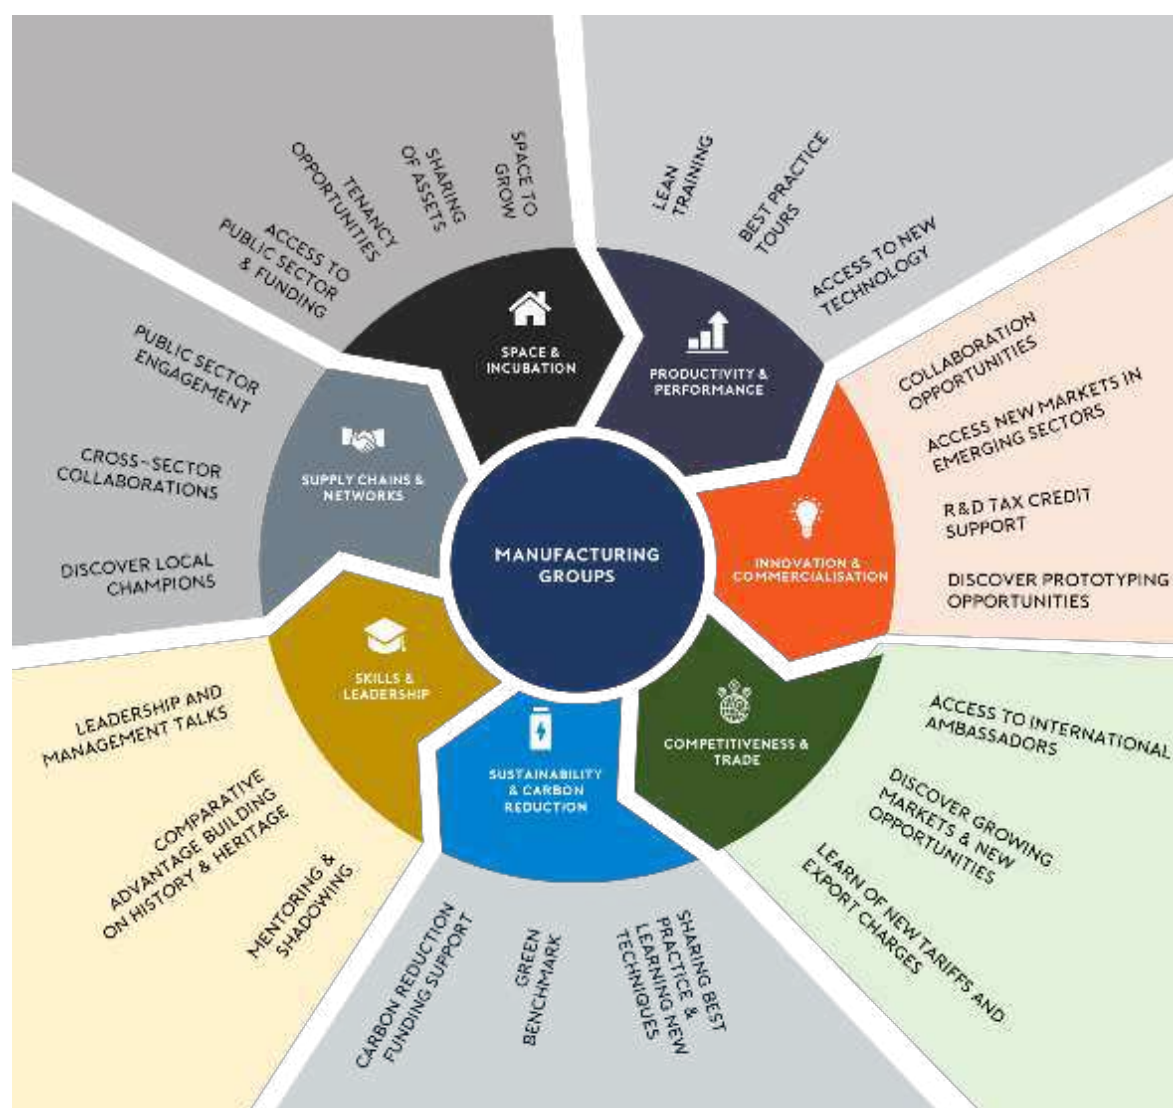 MANUFACTURING
GROUPS
SPACE &
INCUBATION
ACCESS TO
PUBLIC SECTOR
& FUNDING
TENANCY
OPPORTUNITIES
SHARING
OF ASSETS
SPACE TO
GROW
PRODUCTIVITY &
PERFORMANCE
LEAN
TRAINING
BEST PRACTICE
TOURS
ACCESS TO NEW
TECHNOLOGY
INNOVATION &
COMMERCIALISATION
COLLABORATION
OPPORTUNITIES
ACCESS NEW MARKETS IN
EMERGING SECTORS
R&D TAX CREDIT
SUPPORT
DISCOVER PROTOTYPING
OPPORTUNITIES
COMPETITIVENESS &
TRADE
ACCESS TO INTERNATIONAL
AMBASSADORS
DISCOVER GROWING
MARKETS & NEW
OPPORTUNITIES
LEARN OF NEW TARIFFS AND
EXPORT CHARGES
SUSTAINABILITY
& CARBON
REDUCTION
SHARING BEST
PRACTICE &
LEARNING NEW
TECHNIQUES
GREEN
BENCHMARK
CARBON REDUCTION
FUNDING SUPPORT
SKILLS &
LEADERSHIP
MENTORING &
SHADOWING
COMPARATIVE
ADVANTAGE BUILDING
ON HISTORY & HERITAGE
LEADERSHIP AND
MANAGEMENT TALKS
SUPPLY CHAINS &
NETWORKS
DISCOVER LOCAL
CHAMPIONS
CROSS-SECTOR
COLLABORATIONS
PUBLIC SECTOR
ENGAGEMENT